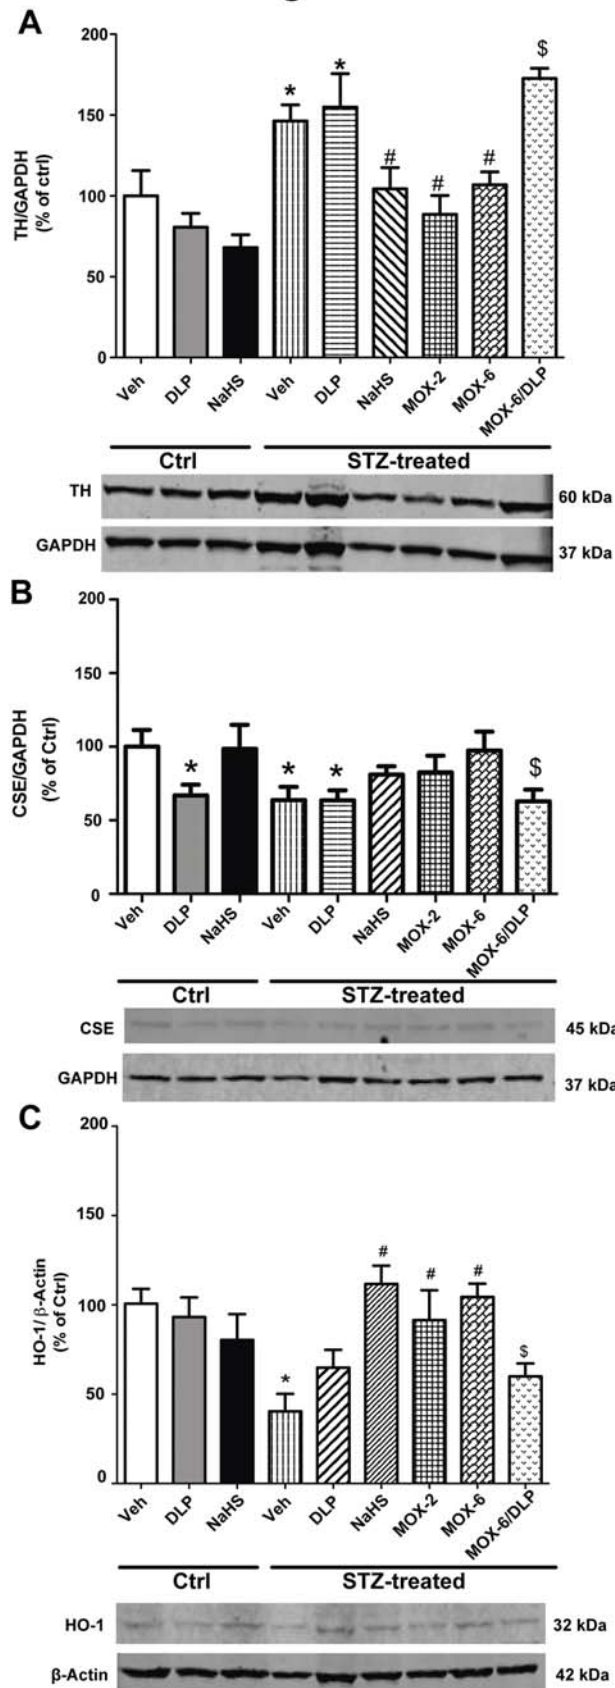 A
200
150
100
50
0
TH/GAPDH
(% of ctrl)
* * # # # $
Veh DLP NaHS Veh DLP NaHS MOX-2 MOX-6 MOX-6/DLP
Ctrl STZ-treated
TH 60 kDa
GAPDH 37 kDa
B
200
150
100
50
0
CSE/GAPDH
(% of Ctrl)
* * * $
Veh DLP NaHS Veh DLP NaHS MOX-2 MOX-6 MOX-6/DLP
Ctrl STZ-treated
CSE 45 kDa
GAPDH 37 kDa
C
200
150
100
50
0
HO-1/β-Actin
(% of Ctrl)
* # # # $
Veh DLP NaHS Veh DLP NaHS MOX-2 MOX-6 MOX-6/DLP
Ctrl STZ-treated
HO-1 32 kDa
β-Actin 42 kDa